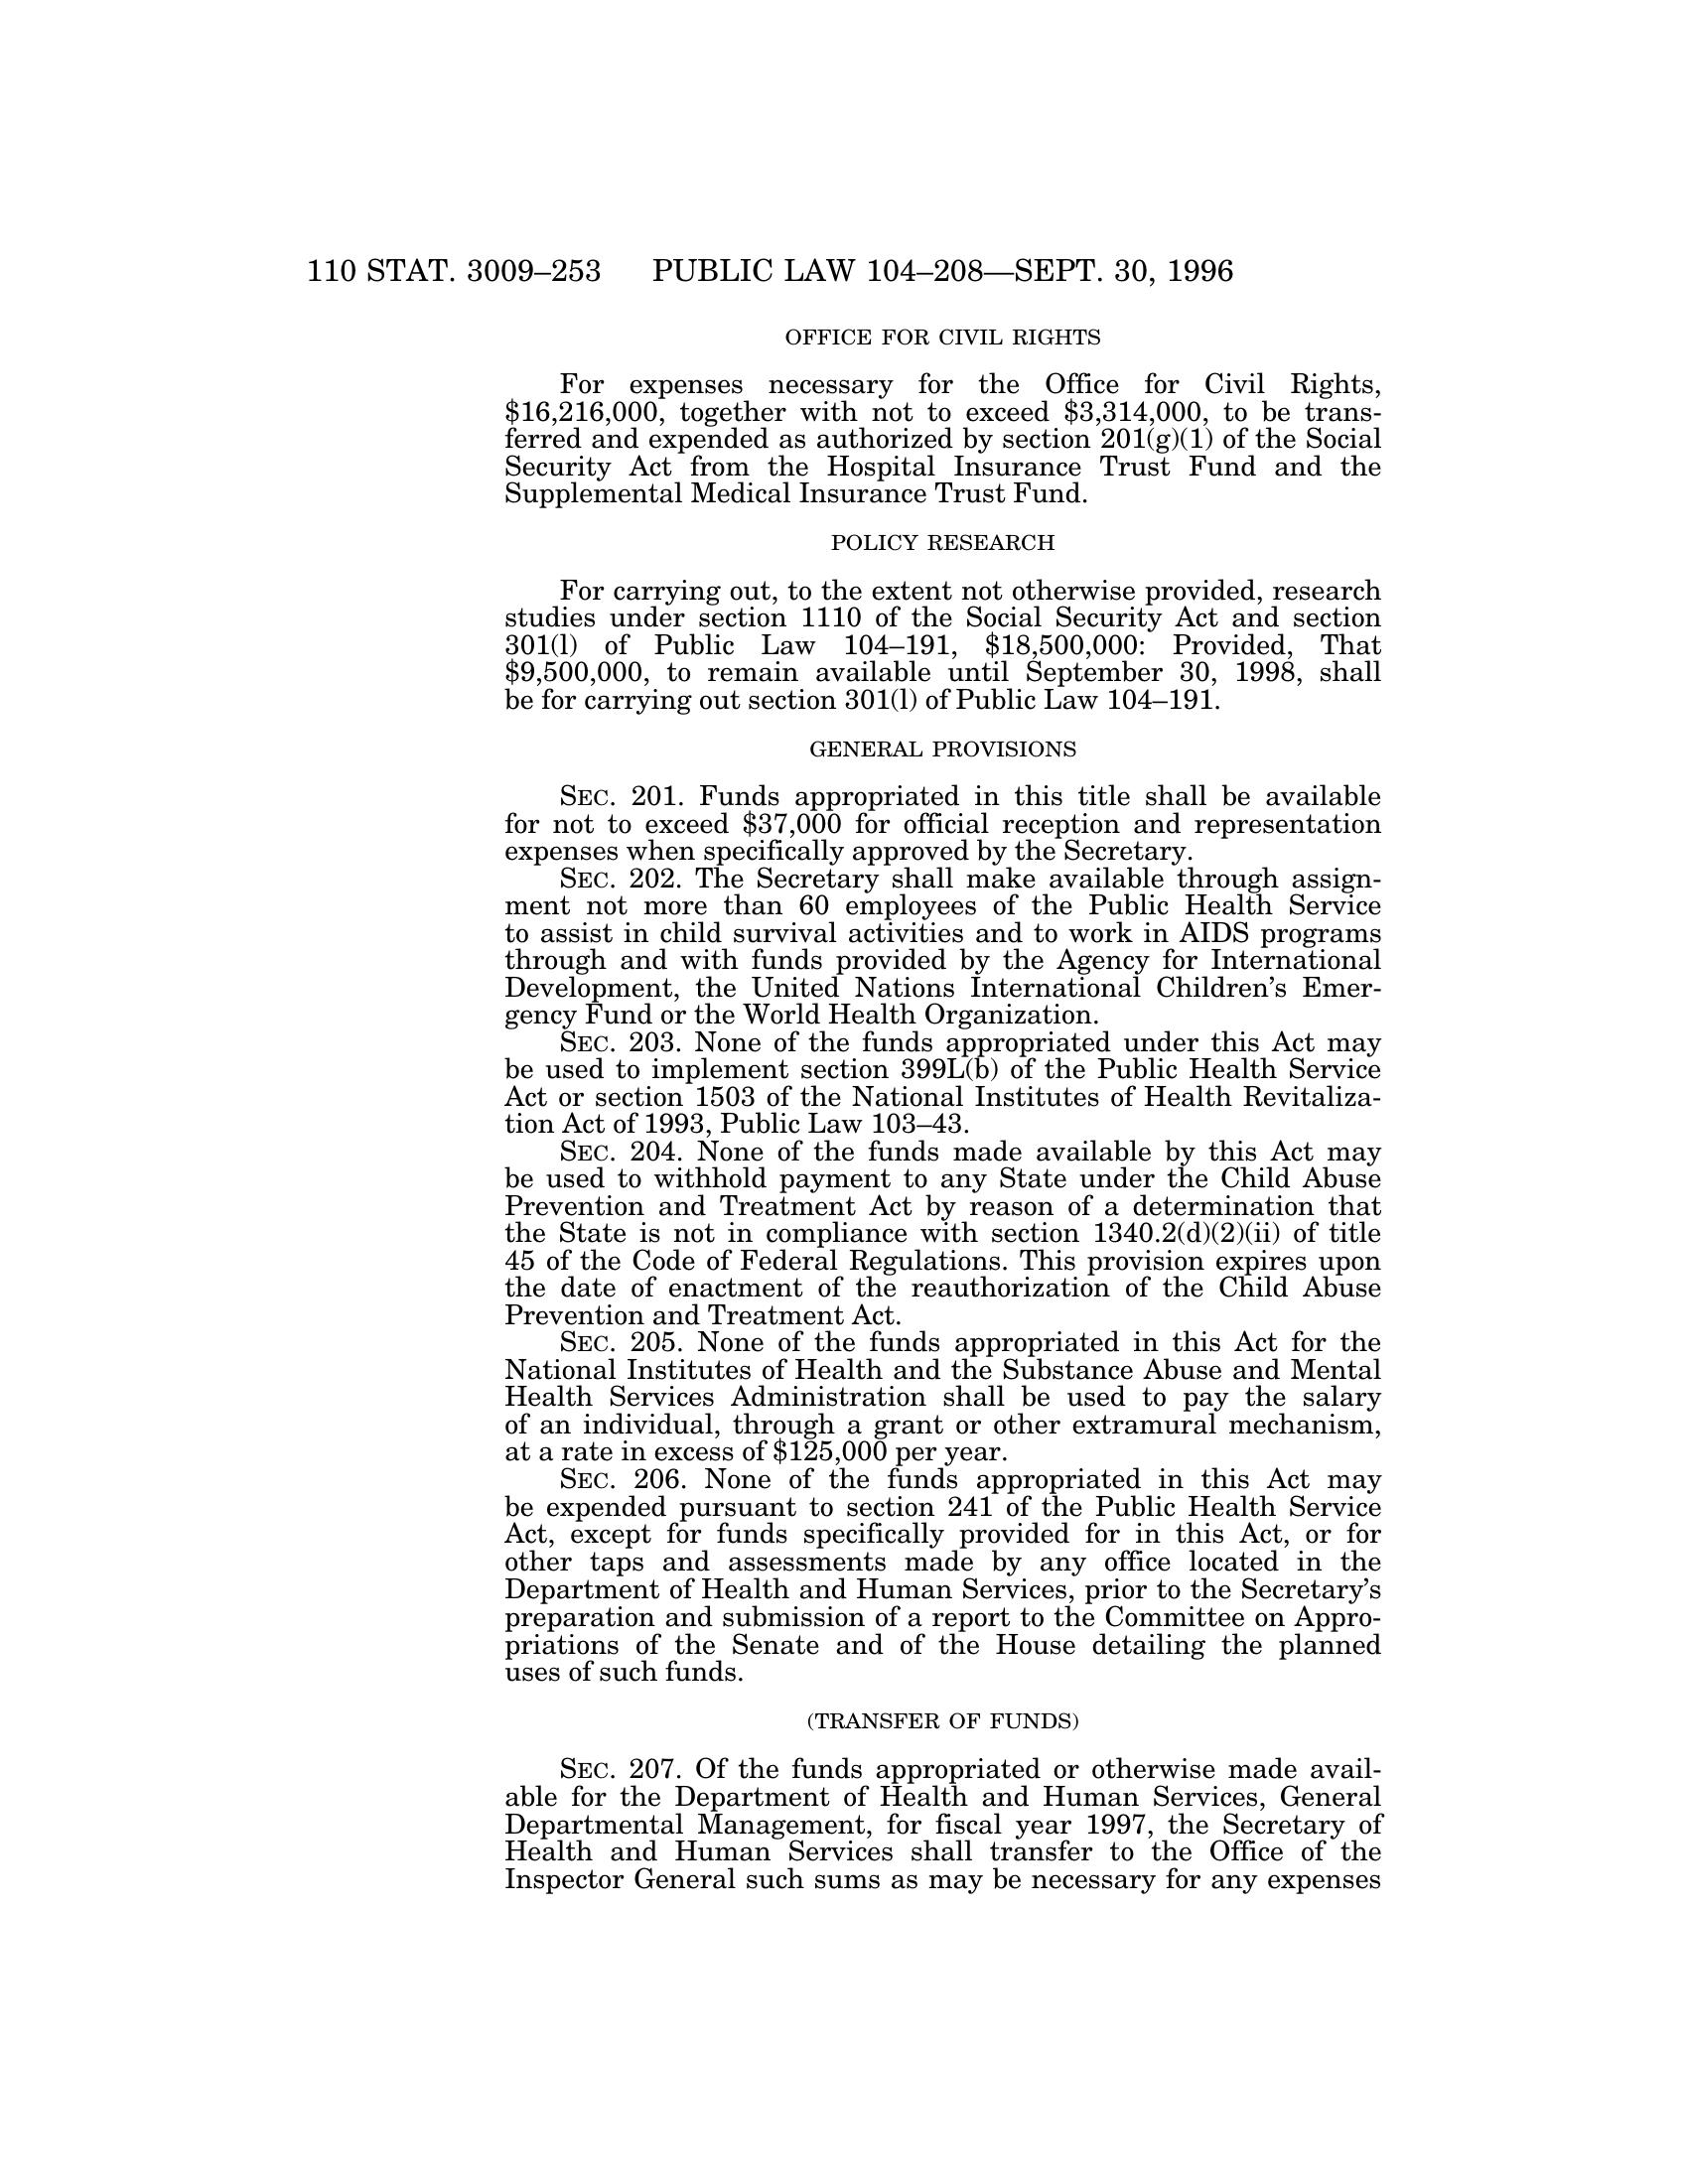 110 STAT. 3009–253 PUBLIC LAW 104–208—SEPT. 30, 1996
OFFICE FOR CIVIL RIGHTS
For expenses necessary for the Office for Civil Rights,
$16,216,000, together with not to exceed $3,314,000, to be trans-
ferred and expended as authorized by section 201(g)(1) of the Social
Security Act from the Hospital Insurance Trust Fund and the
Supplemental Medical Insurance Trust Fund.
POLICY RESEARCH
For carrying out, to the extent not otherwise provided, research
studies under section 1110 of the Social Security Act and section
301(l) of Public Law 104–191, $18,500,000: Provided, That
$9,500,000, to remain available until September 30, 1998, shall
be for carrying out section 301(l) of Public Law 104–191.
GENERAL PROVISIONS
SEC. 201. Funds appropriated in this title shall be available
for not to exceed $37,000 for official reception and representation
expenses when specifically approved by the Secretary.
SEC. 202. The Secretary shall make available through assign-
ment not more than 60 employees of the Public Health Service
to assist in child survival activities and to work in AIDS programs
through and with funds provided by the Agency for International
Development, the United Nations International Children’s Emer-
gency Fund or the World Health Organization.
SEC. 203. None of the funds appropriated under this Act may
be used to implement section 399L(b) of the Public Health Service
Act or section 1503 of the National Institutes of Health Revitaliza-
tion Act of 1993, Public Law 103–43.
SEC. 204. None of the funds made available by this Act may
be used to withhold payment to any State under the Child Abuse
Prevention and Treatment Act by reason of a determination that
the State is not in compliance with section 1340.2(d)(2)(ii) of title
45 of the Code of Federal Regulations. This provision expires upon
the date of enactment of the reauthorization of the Child Abuse
Prevention and Treatment Act.
SEC. 205. None of the funds appropriated in this Act for the
National Institutes of Health and the Substance Abuse and Mental
Health Services Administration shall be used to pay the salary
of an individual, through a grant or other extramural mechanism,
at a rate in excess of $125,000 per year.
SEC. 206. None of the funds appropriated in this Act may
be expended pursuant to section 241 of the Public Health Service
Act, except for funds specifically provided for in this Act, or for
other taps and assessments made by any office located in the
Department of Health and Human Services, prior to the Secretary’s
preparation and submission of a report to the Committee on Appro-
priations of the Senate and of the House detailing the planned
uses of such funds.
(TRANSFER OF FUNDS)
SEC. 207. Of the funds appropriated or otherwise made avail-
able for the Department of Health and Human Services, General
Departmental Management, for fiscal year 1997, the Secretary of
Health and Human Services shall transfer to the Office of the
Inspector General such sums as may be necessary for any expenses